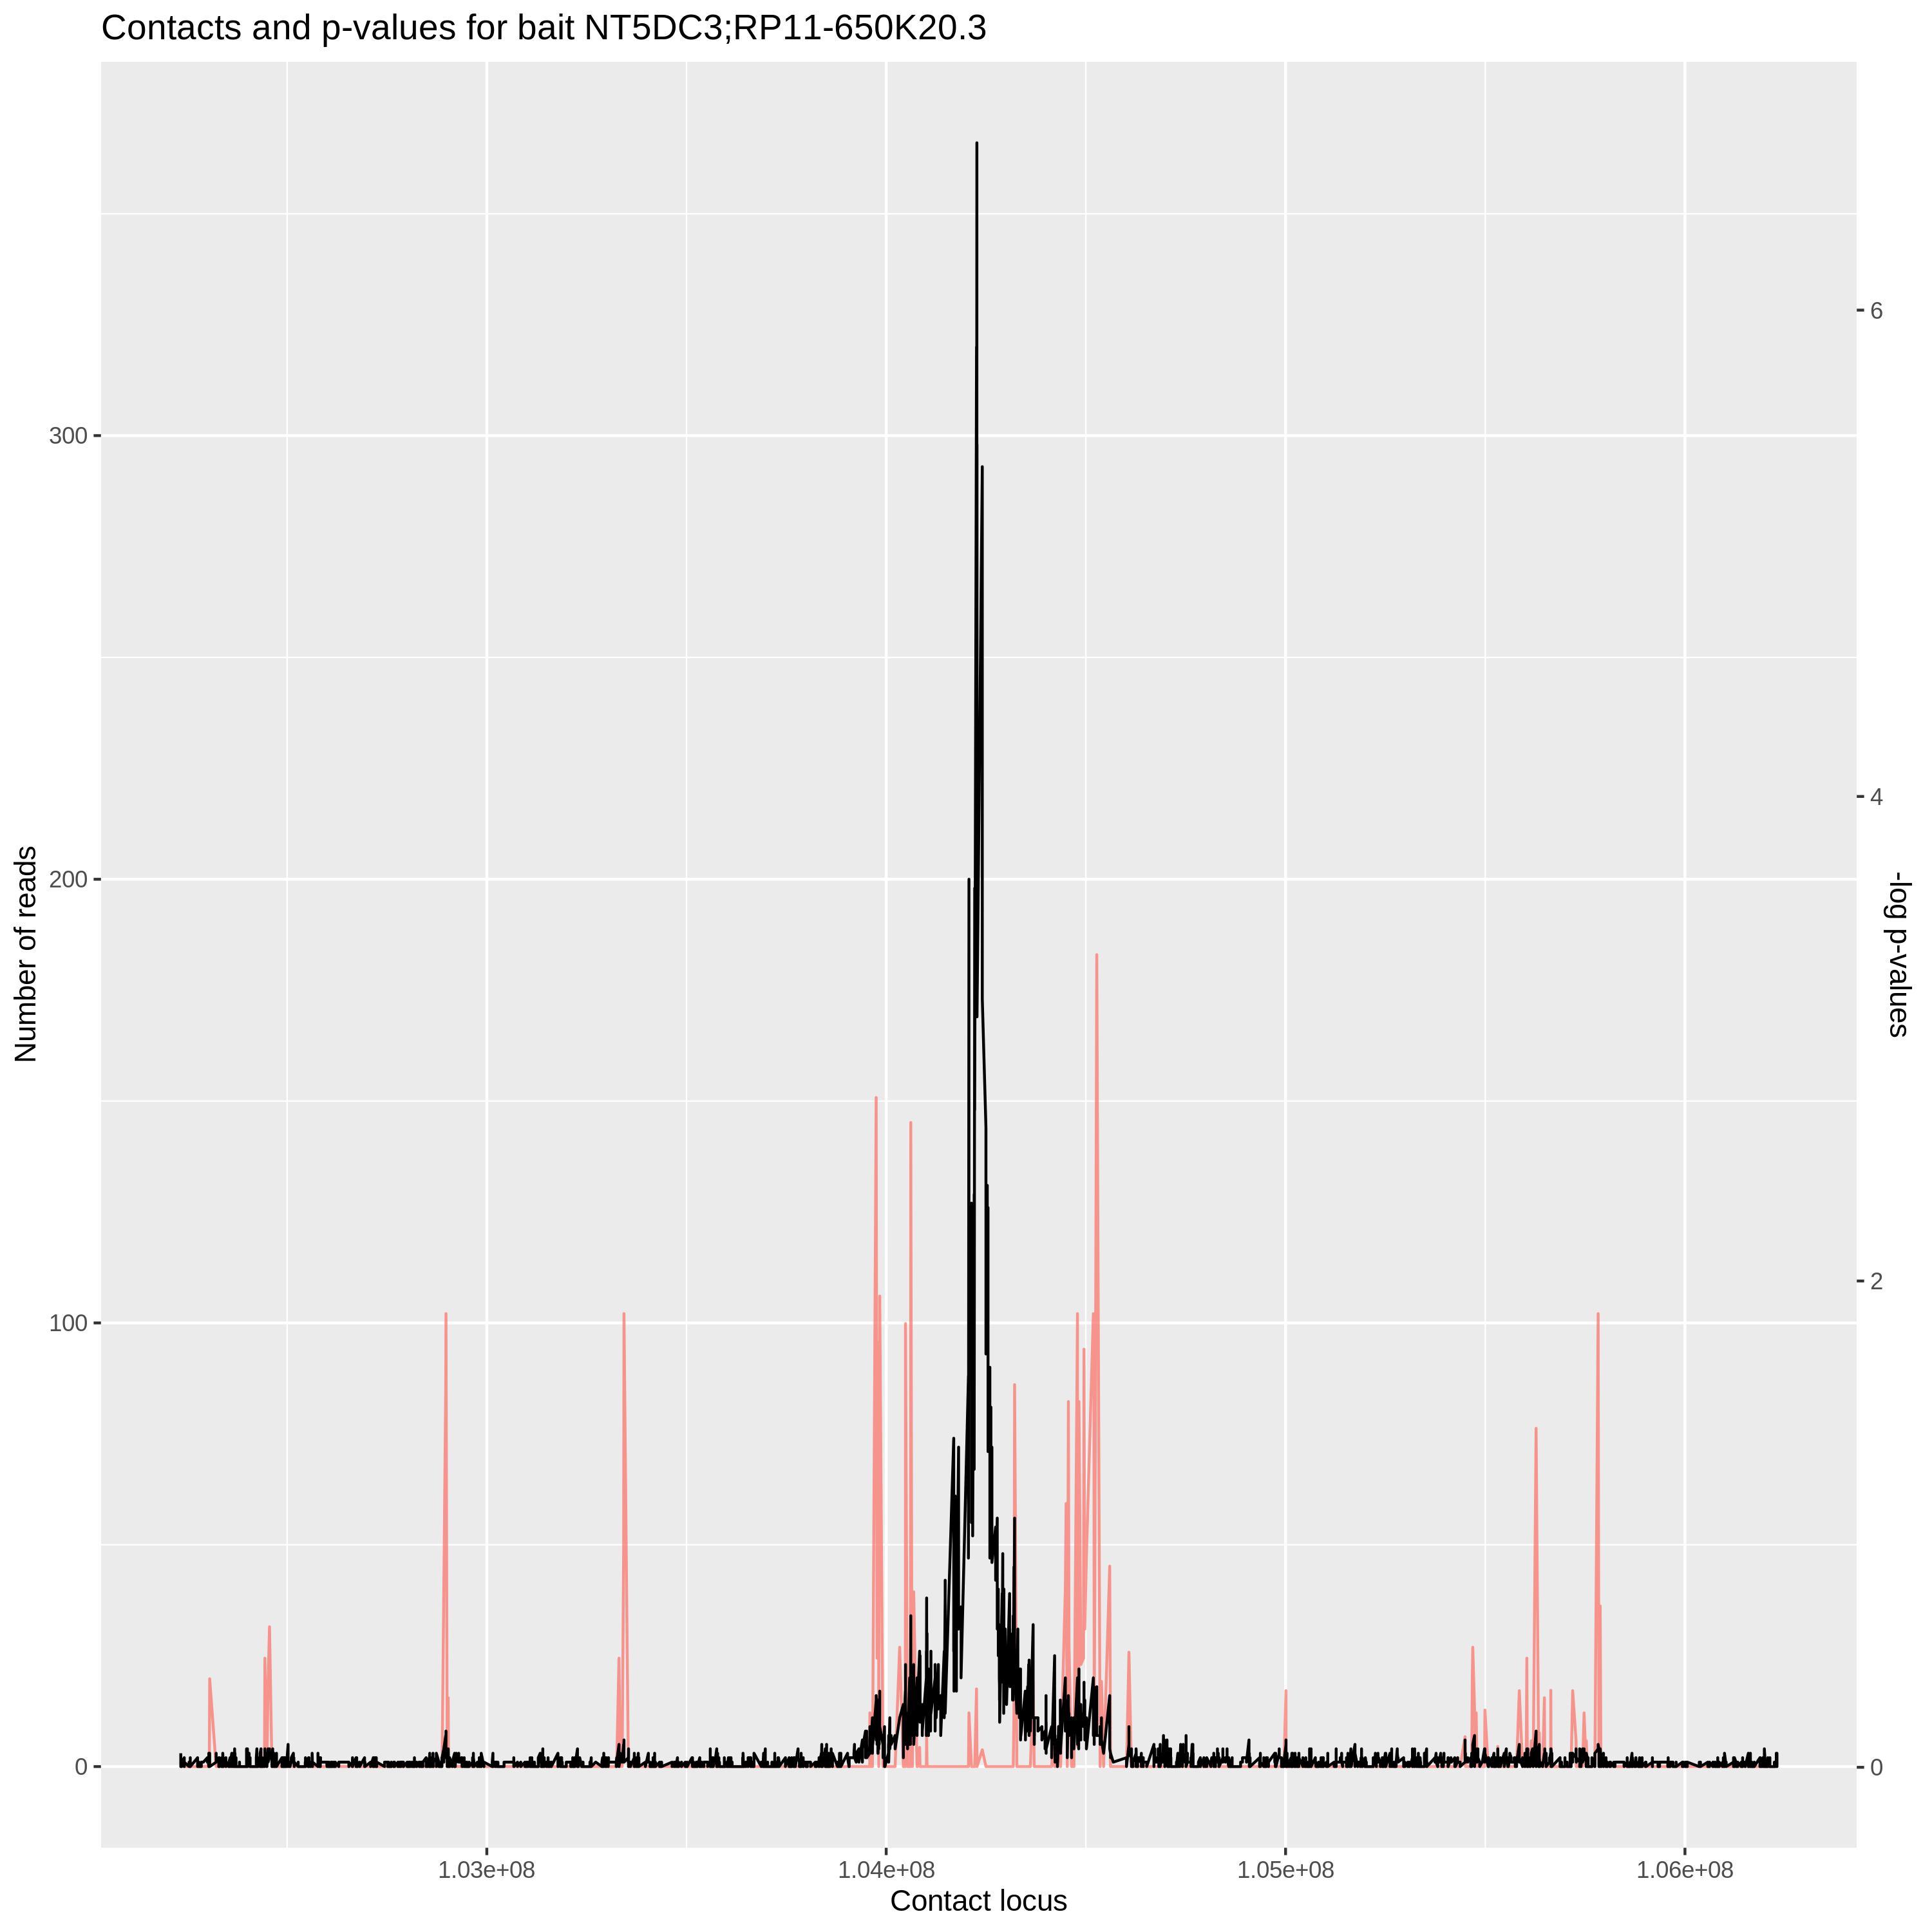 Contacts and p-values for bait NT5DC3;RP11-650K20.3
Number of reads
300
200
100
0
6
4
2
0
-log p-values
1.03e+08 1.04e+08 1.05e+08 1.06e+08
Contact locus